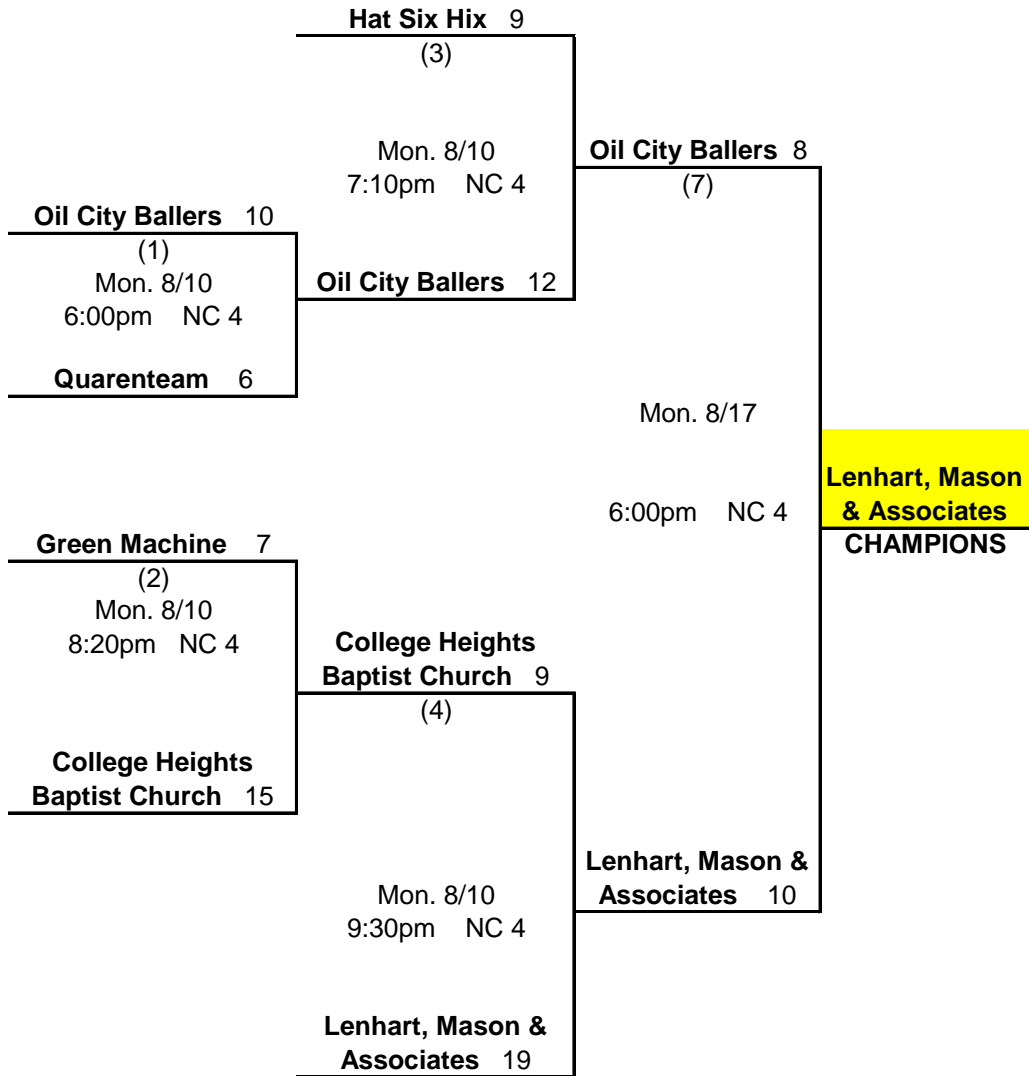 Hat Six Hix 9
(3)
Mon. 8/10
7:10pm NC 4
Oil City Ballers 8
(7)
Oil City Ballers 10
(1)
Mon. 8/10
6:00pm NC 4
Oil City Ballers 12
Quarenteam 6
Mon. 8/17
6:00pm NC 4
Lenhart, Mason
& Associates
CHAMPIONS
Green Machine 7
(2)
Mon. 8/10
8:20pm NC 4
College Heights
Baptist Church 9
(4)
College Heights
Baptist Church 15
Mon. 8/10
9:30pm NC 4
Lenhart, Mason &
Associates 10
Lenhart, Mason &
Associates 19